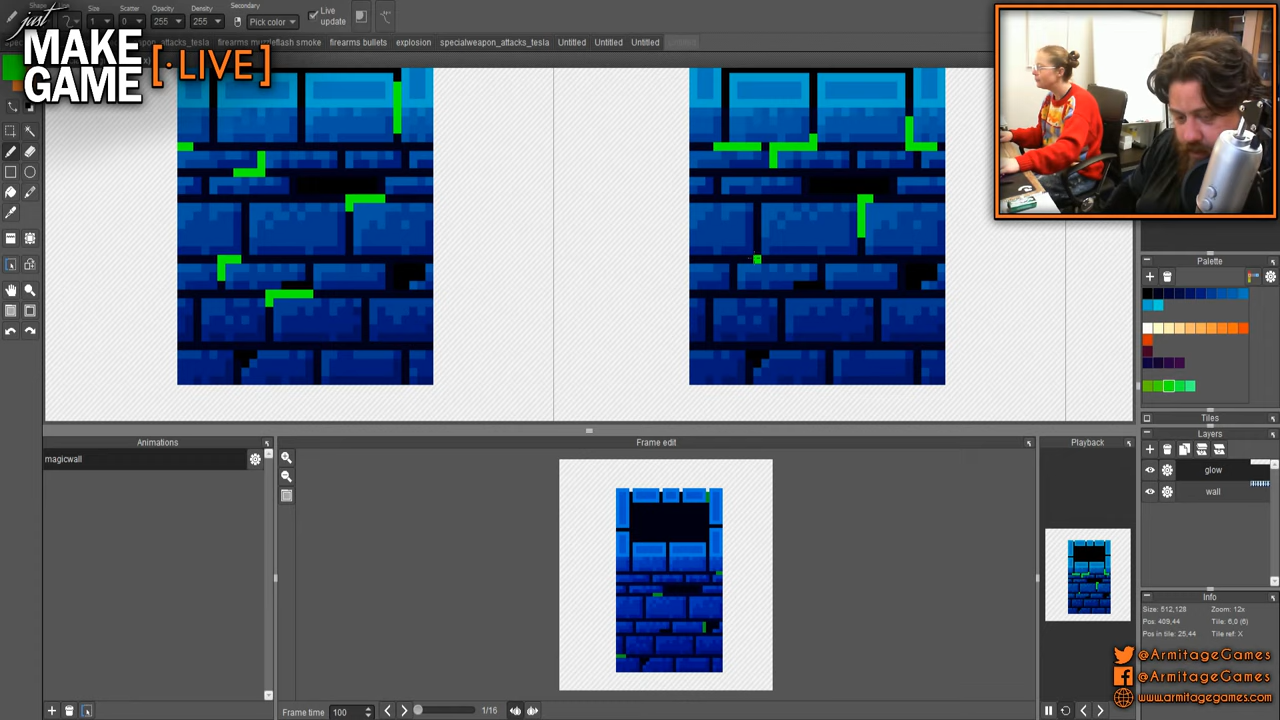 Size Scatter Opacity Density Secondary
1 0 255 255 Pick color Live update
_attacks_tesla firearms muzzleflash smoke firearms bullets explosion specialweapon_attacks_tesla Untitled Untitled Untitled Untitled
just
MAKE
GAME
[·LIVE]
Palette
Tiles
Layers
glow
wall
Info
Size: 512,128 Zoom: 12x
Pos: 409,44 Tile: 6,0 (6)
Pos in tile: 25,44 Tile ref: X
Animations
magicwall
Frame edit
Playback
Frame time 100
1/16
@ArmitageGames
@ArmitageGames
www.armitagegames.com